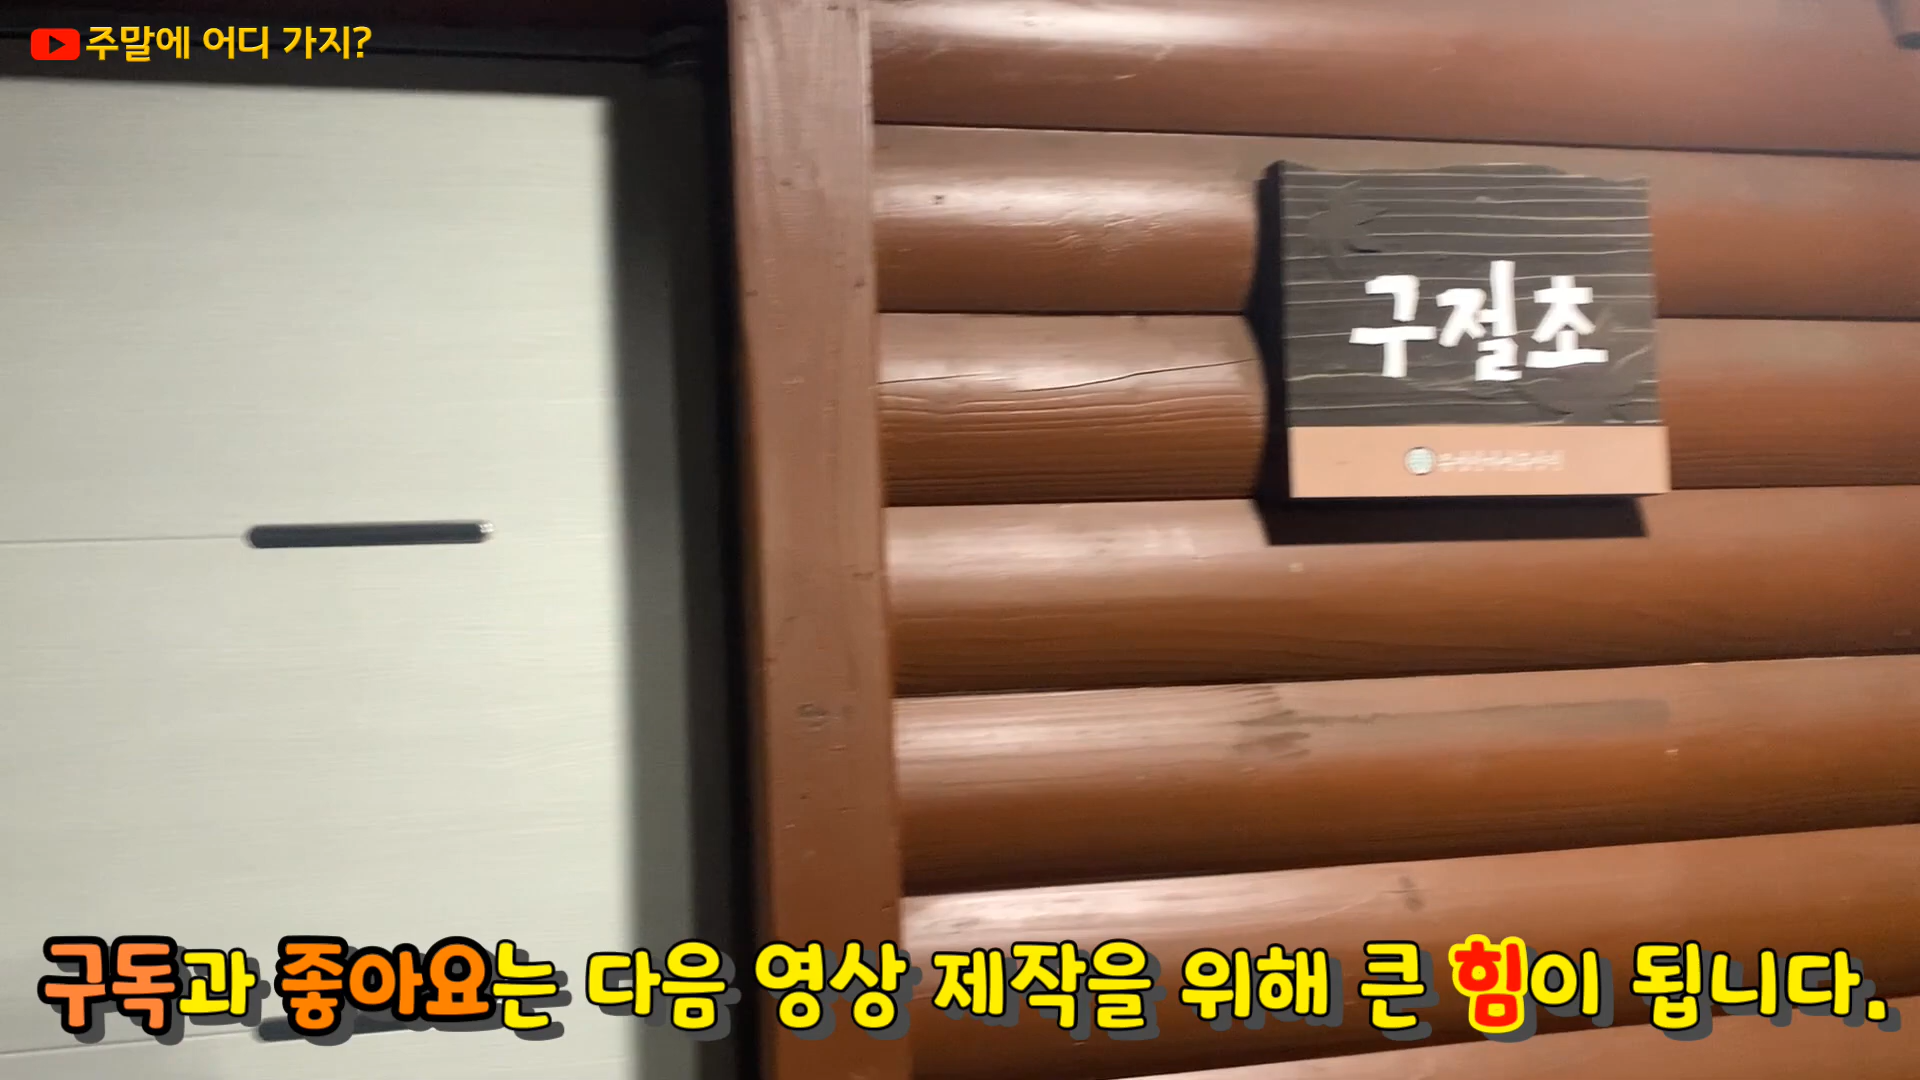 주말에 어디 가지?
구절초
구독과 좋아요는 다음 영상 제작을 위해 큰 힘이 됩니다.